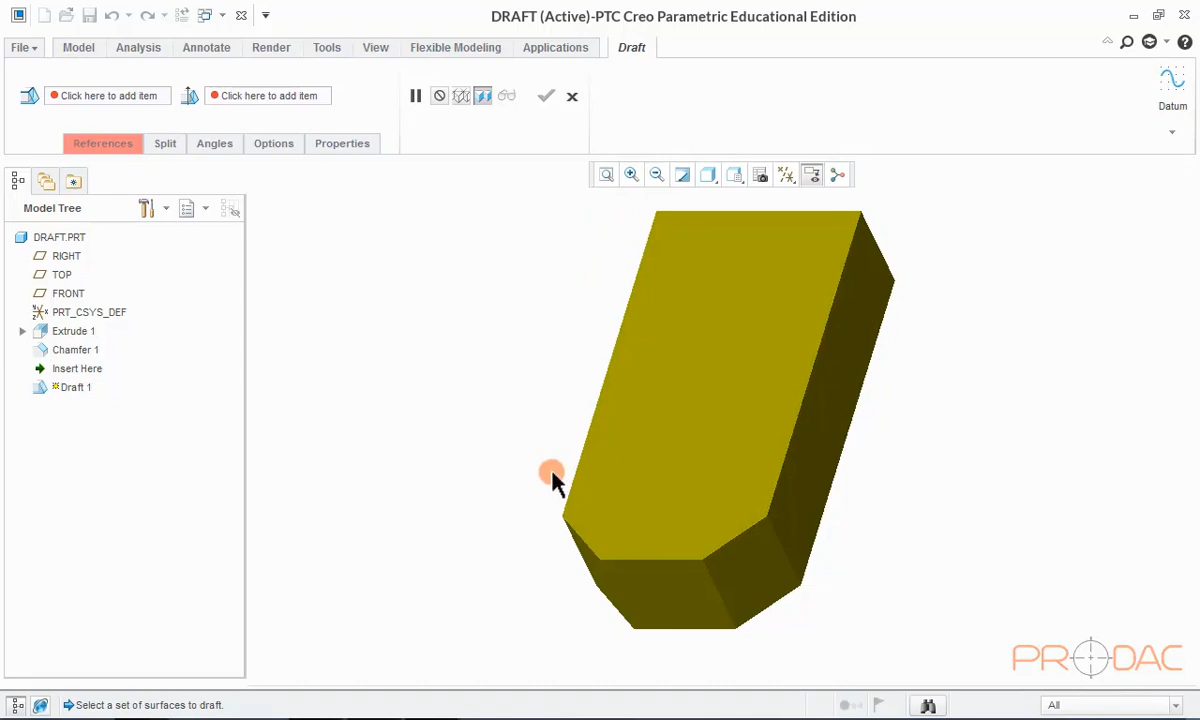 DRAFT (Active)-PTC Creo Parametric Educational Edition
File Model Analysis Annotate Render Tools View Flexible Modeling Applications Draft
Click here to add item Click here to add item
Datum
References Split Angles Options Properties
Model Tree
DRAFT.PRT
RIGHT
TOP
FRONT
PRT_CSYS_DEF
Extrude 1
Chamfer 1
Insert Here
Draft 1
PRODAC
Select a set of surfaces to draft.
All